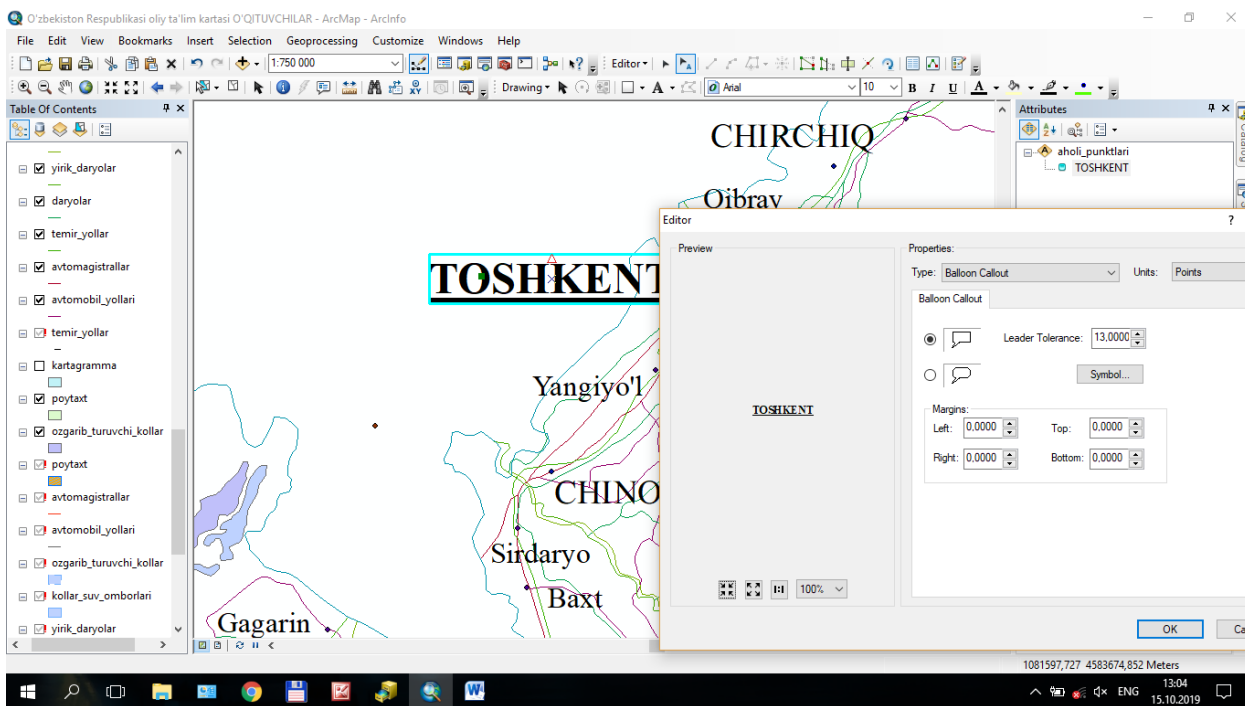 O'zbekiston Respublikasi oliy ta'lim kartasi O'QITUVCHILAR - ArcMap - ArcInfo
File Edit View Bookmarks Insert Selection Geoprocessing Customize Windows Help
1:750 000 Editor
Drawing A Arial 10 B I U A
Table Of Contents
Attributes
Catalog
yirik_daryolar
daryolar
temir_yollar
avtomagistrallar
avtomobil_yollari
temir_yollar
kartagramma
poytaxt
ozgarib_turuvchi_kollar
poytaxt
avtomagistrallar
avtomobil_yollari
ozgarib_turuvchi_kollar
kollar_suv_omborlari
yirik_daryolar
CHIRCHIQ
Qibray
TOSHKENT
Yangiyo'l
CHINO
Sirdaryo
Baxt
Gagarin
aholi_punktlari
TOSHKENT
Editor ?
Preview
TOSHKENT
1:1 100%
Properties:
Type: Balloon Callout Units: Points
Balloon Callout
Leader Tolerance: 13,0000
Symbol...
Margins:
Left: 0,0000 Top: 0,0000
Right: 0,0000 Bottom: 0,0000
OK Ca
1081597,727 4583674,852 Meters
ENG 13:04
15.10.2019